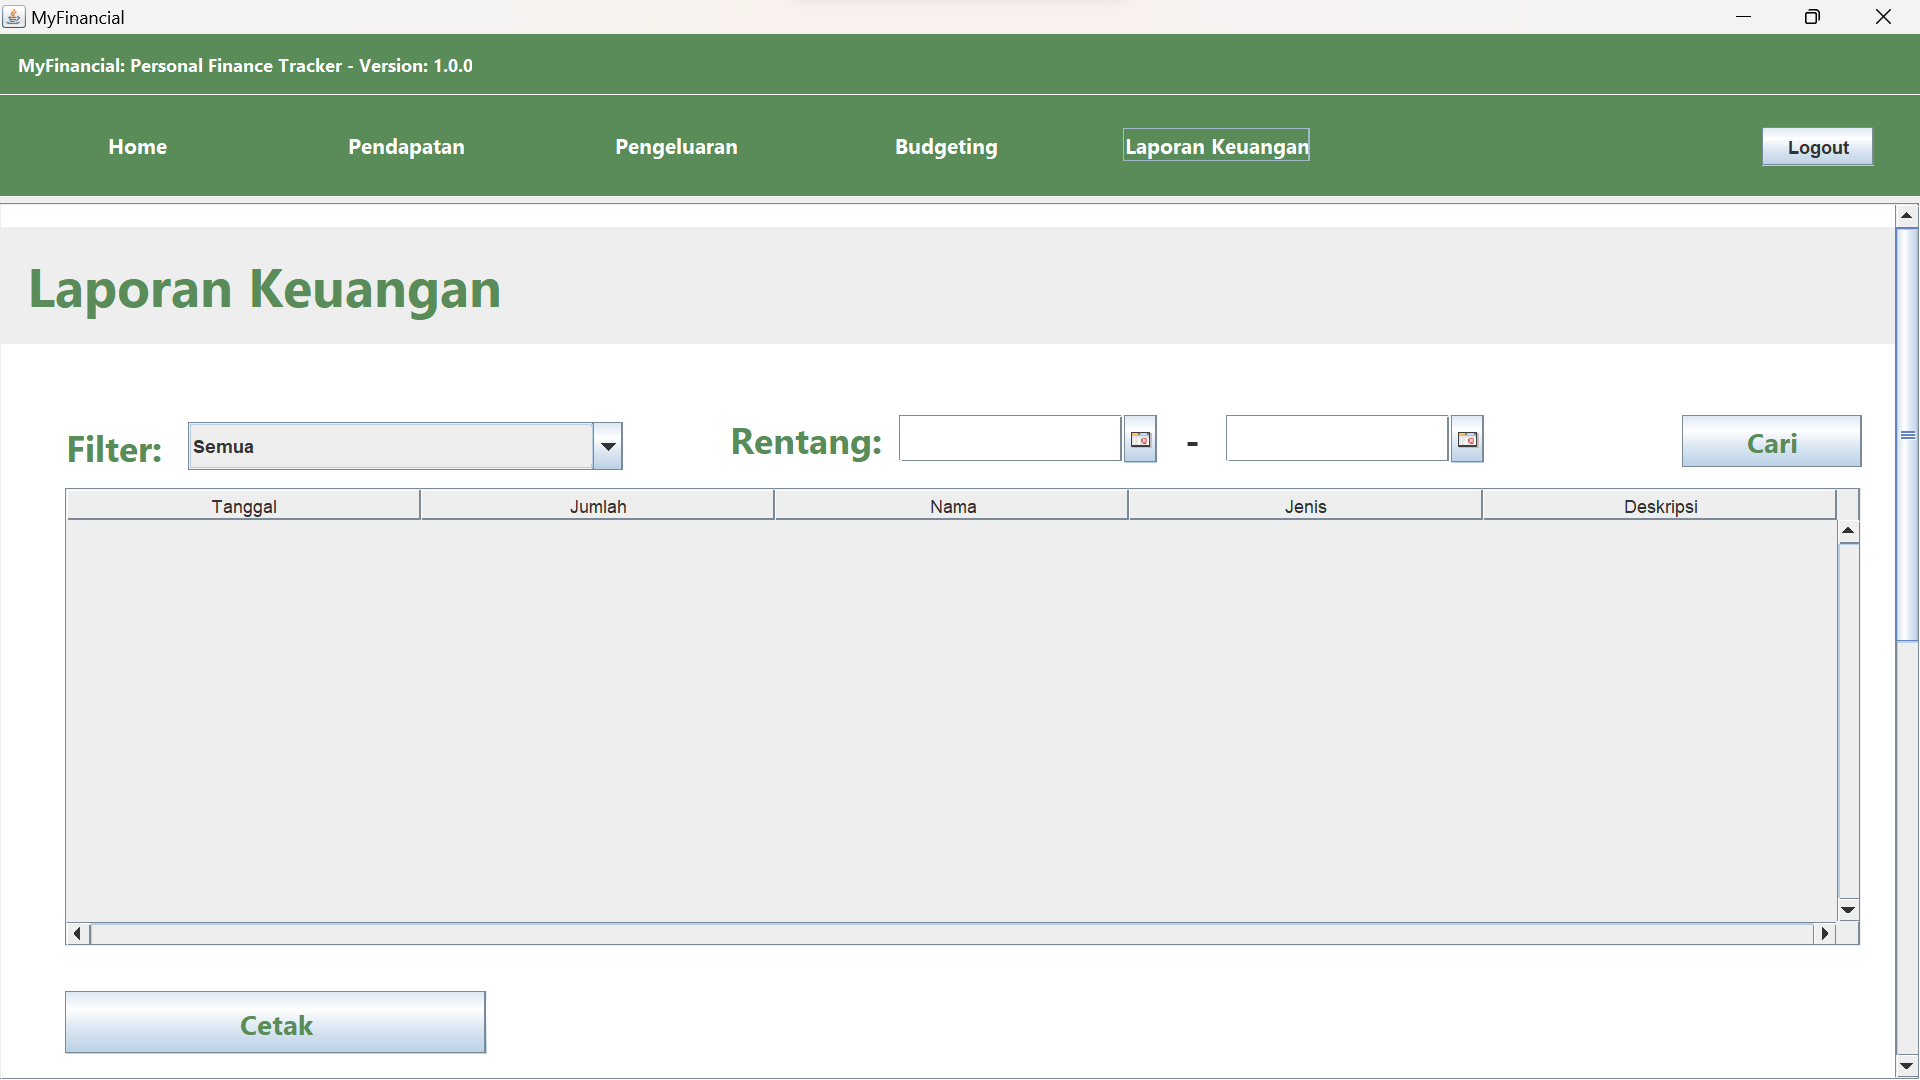 MyFinancial
MyFinancial: Personal Finance Tracker - Version: 1.0.0
Home Pendapatan Pengeluaran Budgeting Laporan Keuangan Logout
Laporan Keuangan
Filter: Semua Rentang: - Cari
Tanggal Jumlah Nama Jenis Deskripsi
Cetak